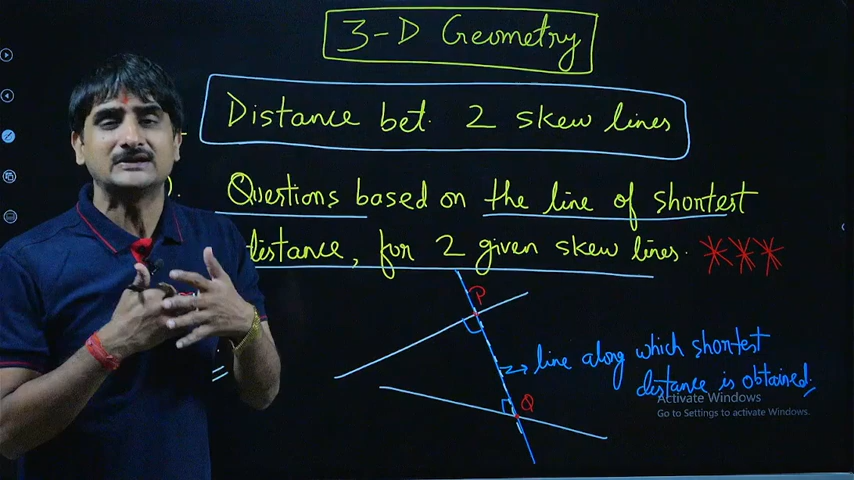 3-D Geometry
Distance bet. 2 skew lines
Questions based on the line of shortest
distance, for 2 given skew lines.
P
line along which shortest
distance is obtained.
Q
Activate Windows
Go to Settings to activate Windows.